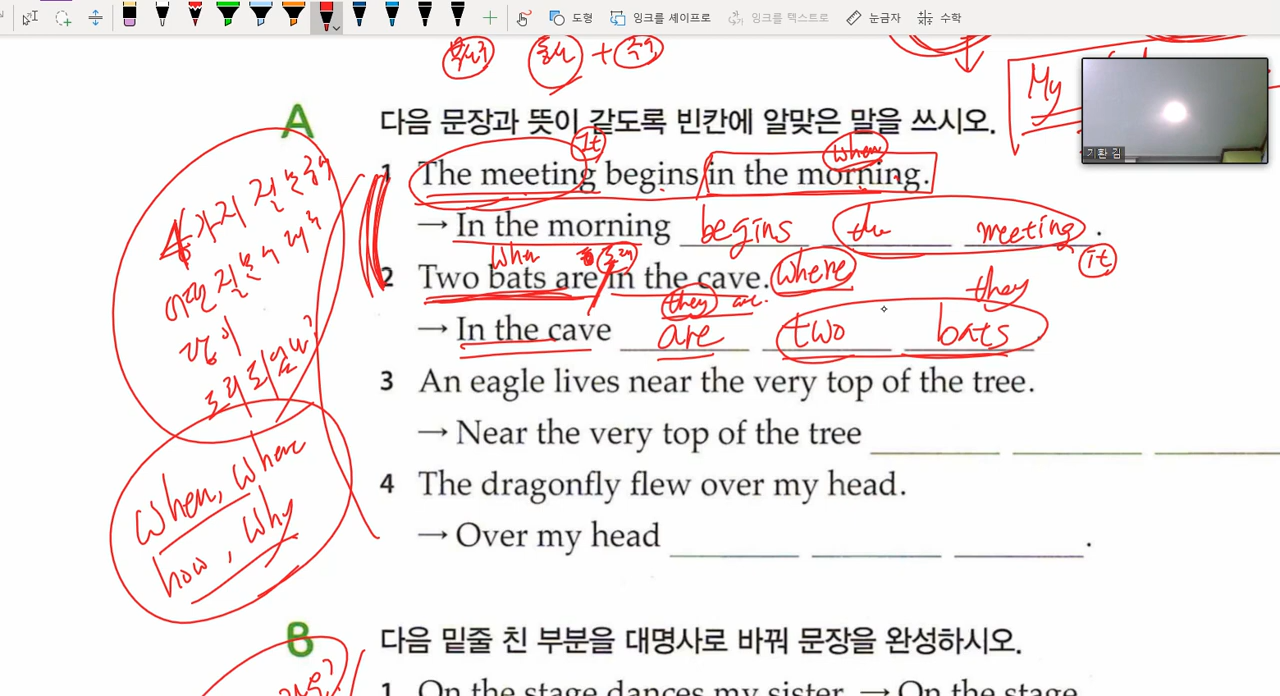 도형 잉크를 셰이프로 잉크를 텍스트로 눈금자 수학
+
My
기환 김
A 다음 문장과 뜻이 같도록 빈칸에 알맞은 말을 쓰시오.
It when
1 The meeting begins in the morning.
→ In the morning begins the meeting .
when it
2 Two bats are in the cave. where
they are. they
→ In the cave are two bats
3 An eagle lives near the very top of the tree.
→ Near the very top of the tree
4 The dragonfly flew over my head.
→ Over my head .
when, where
how, why
B 다음 밑줄 친 부분을 대명사로 바꿔 문장을 완성하시오.
1 On the stage dances my sister. → On the stage